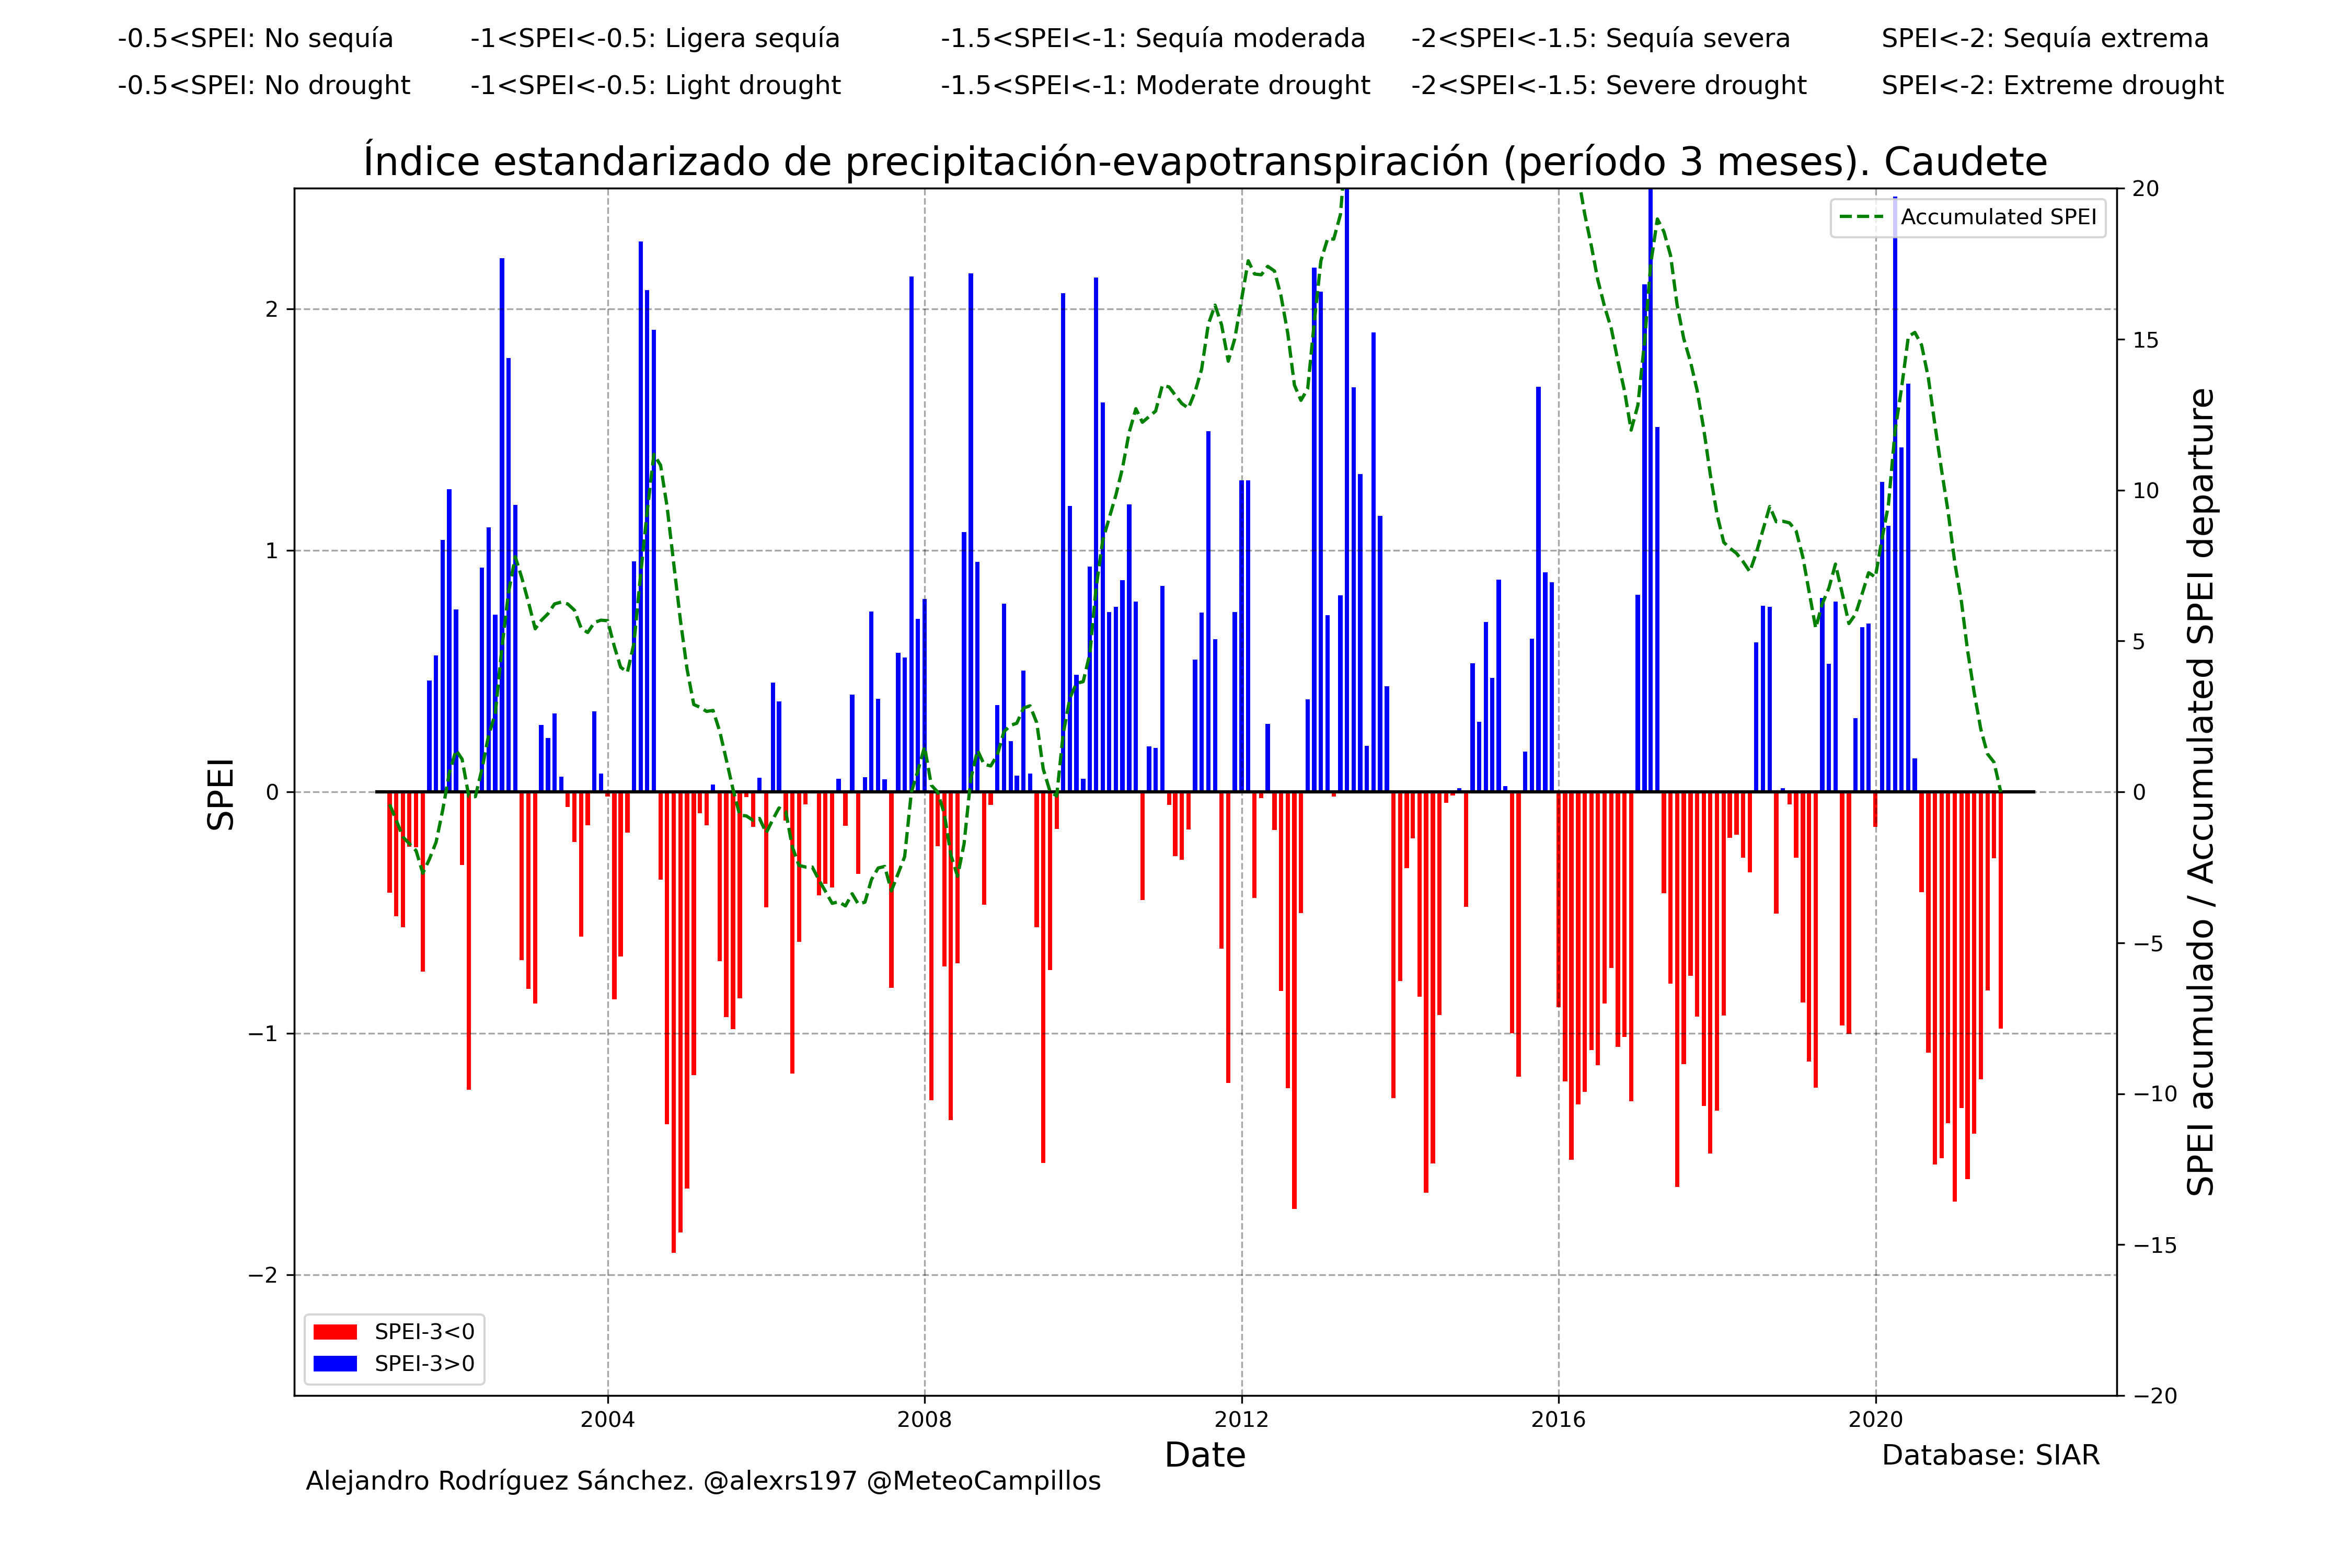 -0.5<SPEI: No sequía -1<SPEI<-0.5: Ligera sequía -1.5<SPEI<-1: Sequía moderada -2<SPEI<-1.5: Sequía severa SPEI<-2: Sequía extrema
-0.5<SPEI: No drought -1<SPEI<-0.5: Light drought -1.5<SPEI<-1: Moderate drought -2<SPEI<-1.5: Severe drought SPEI<-2: Extreme drought
Índice estandarizado de precipitación-evapotranspiración (período 3 meses). Caudete
SPEI
2
1
0
−1
−2
Accumulated SPEI
20
15
10
5
0
−5
−10
−15
−20
SPEI acumulado / Accumulated SPEI departure
SPEI-3<0
SPEI-3>0
2004 2008 2012 2016 2020
Date
Database: SIAR
Alejandro Rodríguez Sánchez. @alexrs197 @MeteoCampillos